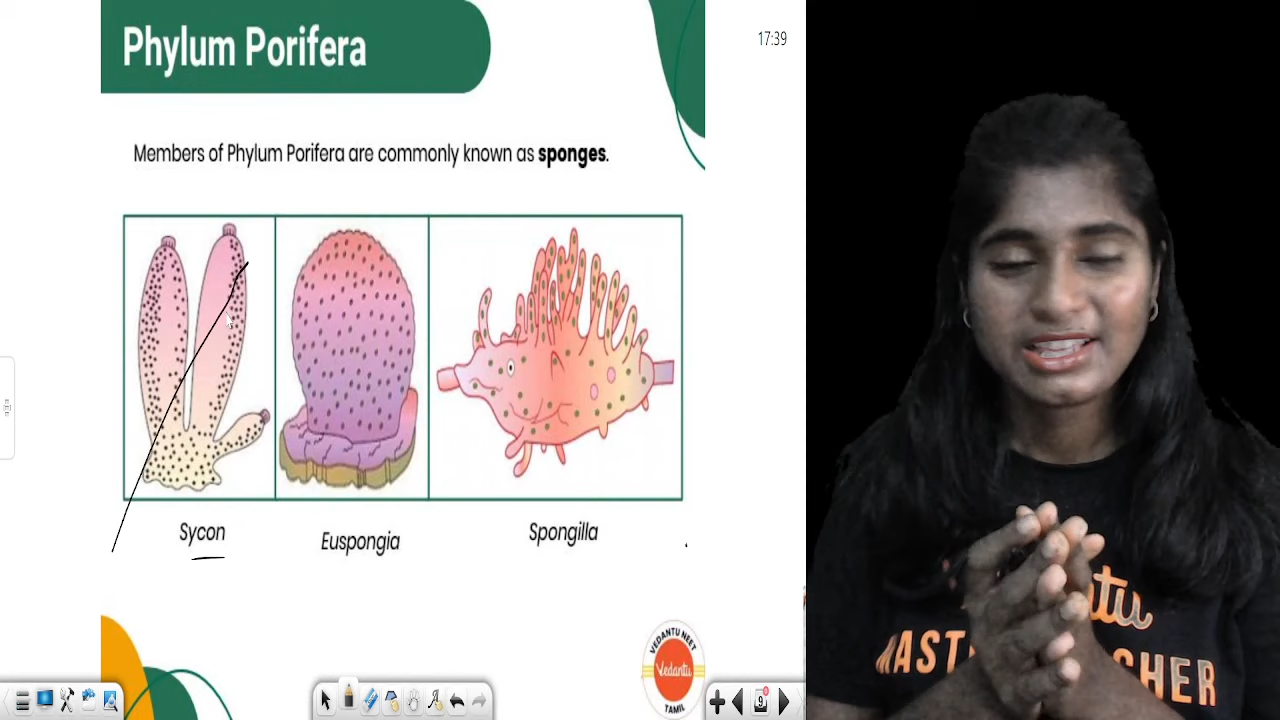 Phylum Porifera
17:39
Members of Phylum Porifera are commonly known as sponges.
Sycon
Euspongia
Spongilla
VEDANTU NEET
Vedantu
TAMIL
9